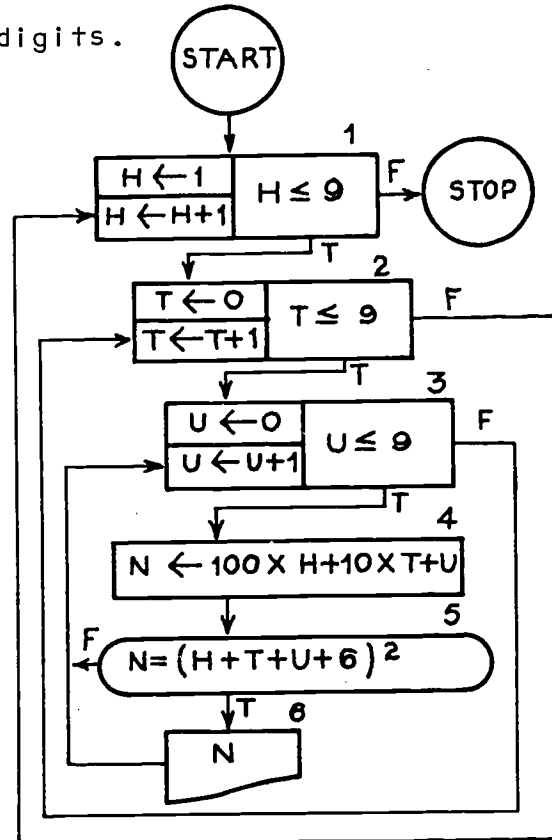 digits.
START
1
H ← 1
H ← H+1
H ≤ 9
F
STOP
T
2
T ← 0
T ← T+1
T ≤ 9
F
T
3
U ← 0
U ← U+1
U ≤ 9
F
T
4
N ← 100 X H+10 X T+U
5
F
N=(H+T+U+6)²
T
6
N